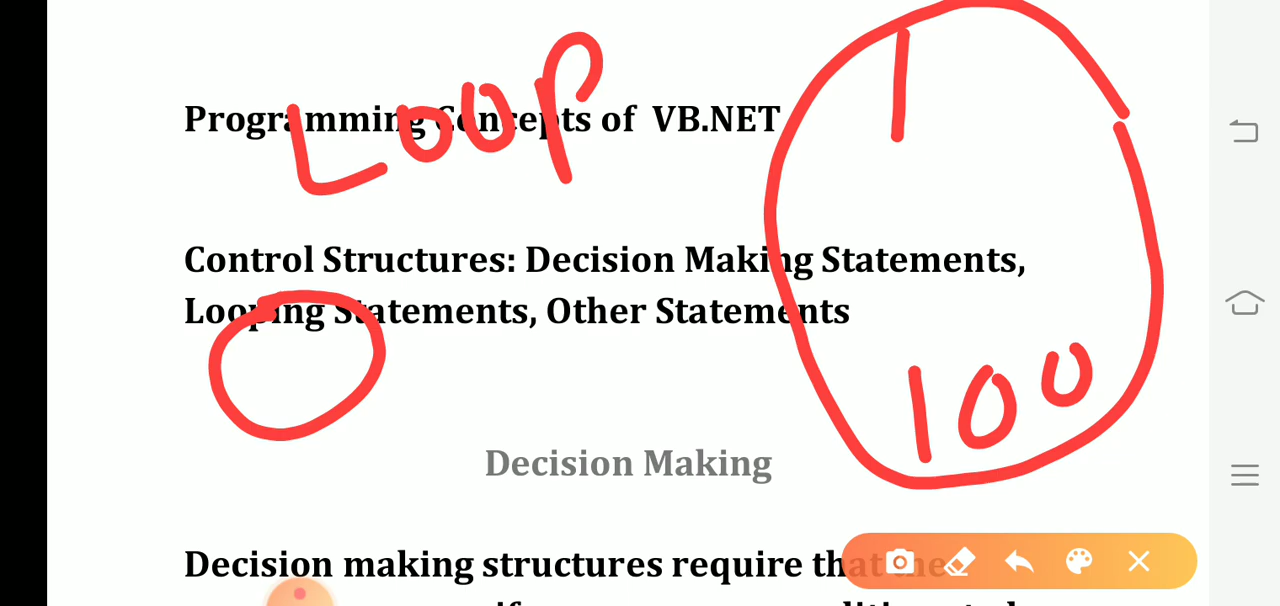 LOOP
1
Programming Concepts of VB.NET
Control Structures: Decision Making Statements,
Looping Statements, Other Statements
100
Decision Making
Decision making structures require that the